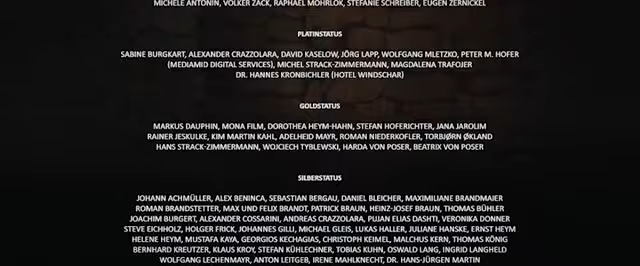 MICHELE ANTONIN, VOLKER ZACK, RAPHAEL MOHRLOK, STEFANIE SCHREIBER, EUGEN ZERNICKEL
PLATINSTATUS
SABINE BURGKART, ALEXANDER CRAZZOLARA, DAVID KASELOW, JÖRG LAPP, WOLFGANG MLETZKO, PETER M. HOFER
(MEDIAMID DIGITAL SERVICES), MICHEL STRACK-ZIMMERMANN, MAGDALENA TRAFOJER
DR. HANNES KRONBICHLER (HOTEL WINDSCHAR)
GOLDSTATUS
MARKUS DAUPHIN, MONA FILM, DOROTHEA HEYM-HAHN, STEFAN HOFERICHTER, JANA JAROLIM
RAINER JESKULKE, KIM MARTIN KAHL, ADELHEID MAYR, ROMAN NIEDERKOFLER, TORBJØRN ØKLAND
HANS STRACK-ZIMMERMANN, WOJCIECH TYBLEWSKY, HARDA VON POSER, BEATRIX VON POSER
SILBERSTATUS
JOHANN ACHMÜLLER, ALEX BENINCA, SEBASTIAN BERGAU, DANIEL BLEICHER, MAXIMILIANE BRANDMAIER
ROMAN BRANDSTETTER, MAX UND FELIX BRANDT, PATRICK BRAUN, HEINZ-JOSEF BRAUN, THOMAS BÜHLER
JOACHIM BURGERT, ALEXANDER COSSARINI, ANDREAS CRAZZOLARA, PUJAN ELIAS DASHTI, VERONIKA DONNER
STEVE EICHHOLZ, HOLGER FRICK, JOHANNES GILLI, MICHAEL GLEIS, LUKAS HALLER, JULIANE HANSKE, ERNST HEYM
HELENE HEYM, MUSTAFA KAYA, GEORGIOS KECHAGIAS, CHRISTOPH KEIMEL, MALCHUS KERN, THOMAS KÖNIG
BERNHARD KREUTZER, KLAUS KROY, STEFAN KÜHLECHNER, TOBIAS KUHN, OSWALD LANG, INGRID LANGHELD
WOLFGANG LECHENMAYR, ANTON LEITGEB, IRENE MAHLKNECHT, DR. HANS-JÜRGEN MARTIN